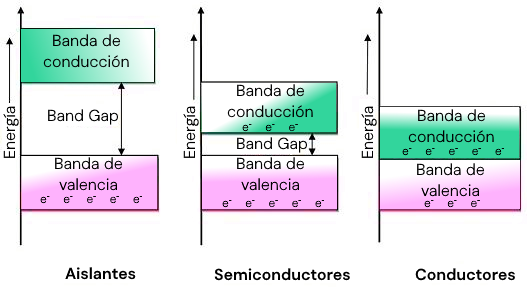 Energía
Banda de
conducción
Band Gap
Banda de
valencia
e⁻ e⁻ e⁻ e⁻ e⁻
Aislantes
Energía
Banda de
conducción
e⁻ e⁻ e⁻
Band Gap
Banda de
valencia
e⁻ e⁻ e⁻ e⁻ e⁻
Semiconductores
Energía
Banda de
conducción
e⁻ e⁻ e⁻ e⁻ e⁻
Banda de
valencia
e⁻ e⁻ e⁻
Conductores